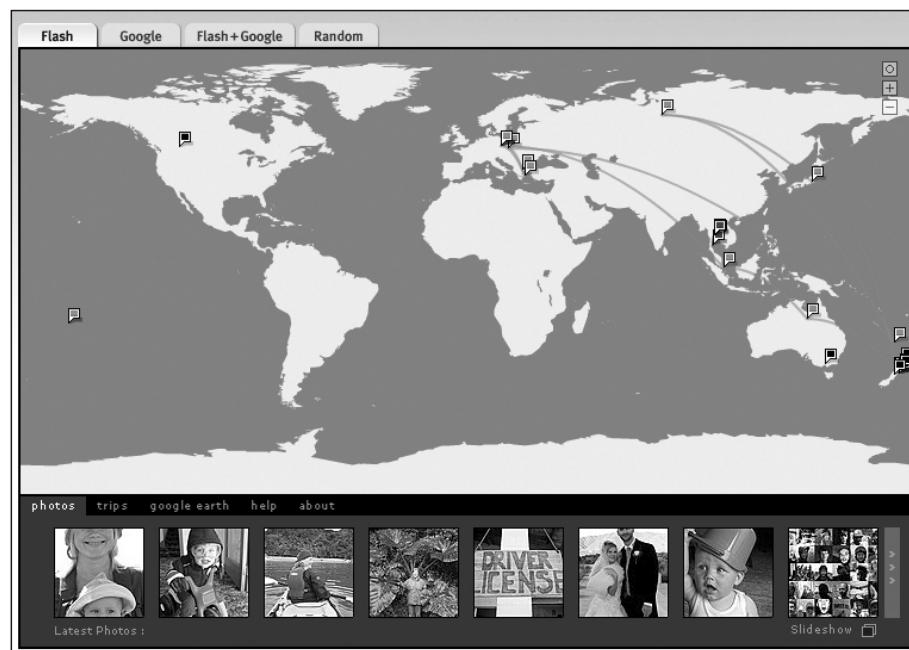 Flash Google Flash+Google Random
photos trips google earth help about
DRIVER
LICENSE
Latest Photos :
Slideshow